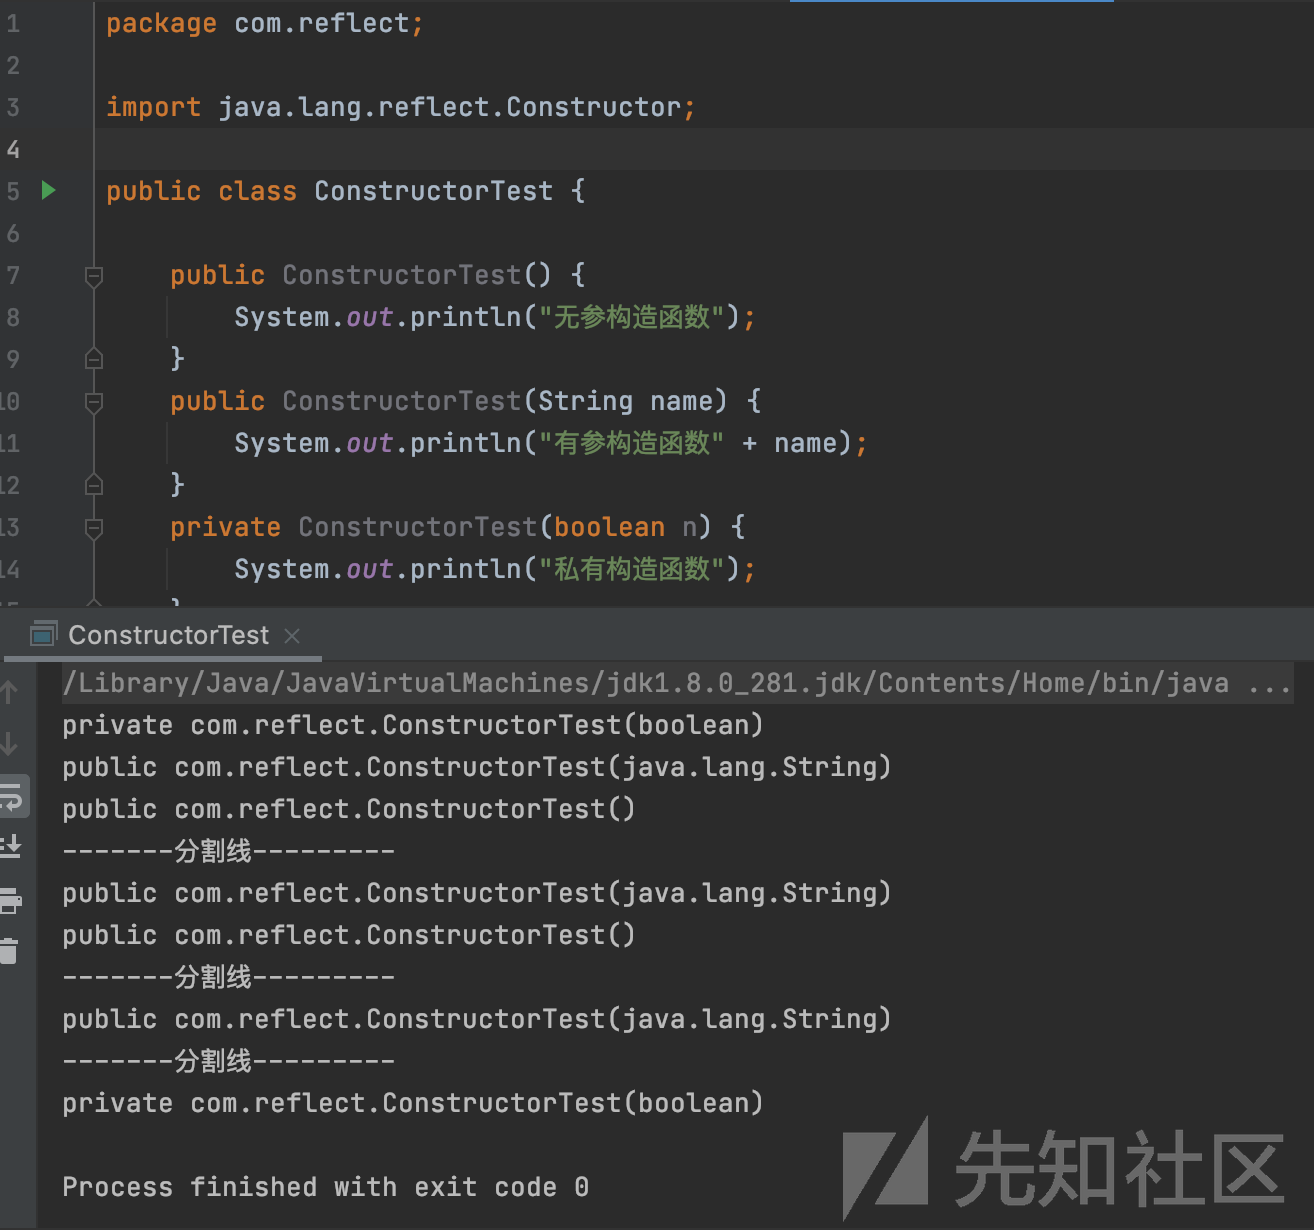 1 package com.reflect;
2
3 import java.lang.reflect.Constructor;
4
5 public class ConstructorTest {
6
7 public ConstructorTest() {
8 System.out.println("无参构造函数");
9 }
10 public ConstructorTest(String name) {
11 System.out.println("有参构造函数" + name);
12 }
13 private ConstructorTest(boolean n) {
14 System.out.println("私有构造函数");
ConstructorTest
/Library/Java/JavaVirtualMachines/jdk1.8.0_281.jdk/Contents/Home/bin/java ...
private com.reflect.ConstructorTest(boolean)
public com.reflect.ConstructorTest(java.lang.String)
public com.reflect.ConstructorTest()
-------分割线---------
public com.reflect.ConstructorTest(java.lang.String)
public com.reflect.ConstructorTest()
-------分割线---------
public com.reflect.ConstructorTest(java.lang.String)
-------分割线---------
private com.reflect.ConstructorTest(boolean)
Process finished with exit code 0
先知社区